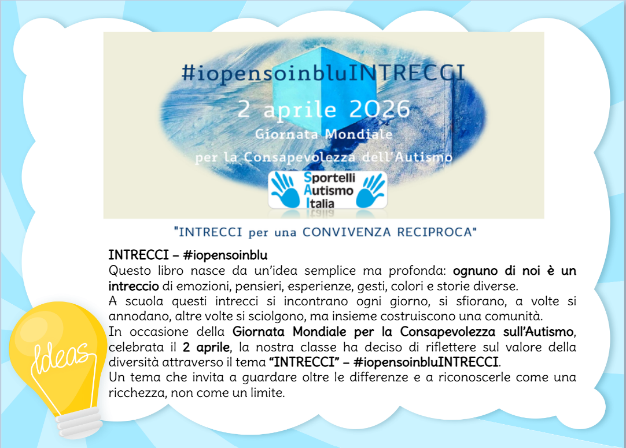 #iopensoinbluINTRECCI
2 aprile 2026
Giornata Mondiale
per la Consapevolezza dell'Autismo
Sportelli
Autismo
Italia
"INTRECCI per una CONVIVENZA RECIPROCA"
INTRECCI – #iopensoinblu
Questo libro nasce da un'idea semplice ma profonda: ognuno di noi è un
intreccio di emozioni, pensieri, esperienze, gesti, colori e storie diverse.
A scuola questi intrecci si incontrano ogni giorno, si sfiorano, a volte si
annodano, altre volte si sciolgono, ma insieme costruiscono una comunità.
In occasione della Giornata Mondiale per la Consapevolezza sull'Autismo,
celebrata il 2 aprile, la nostra classe ha deciso di riflettere sul valore della
diversità attraverso il tema "INTRECCI" – #iopensoinbluINTRECCI.
Un tema che invita a guardare oltre le differenze e a riconoscerle come una
ricchezza, non come un limite.
Ideas